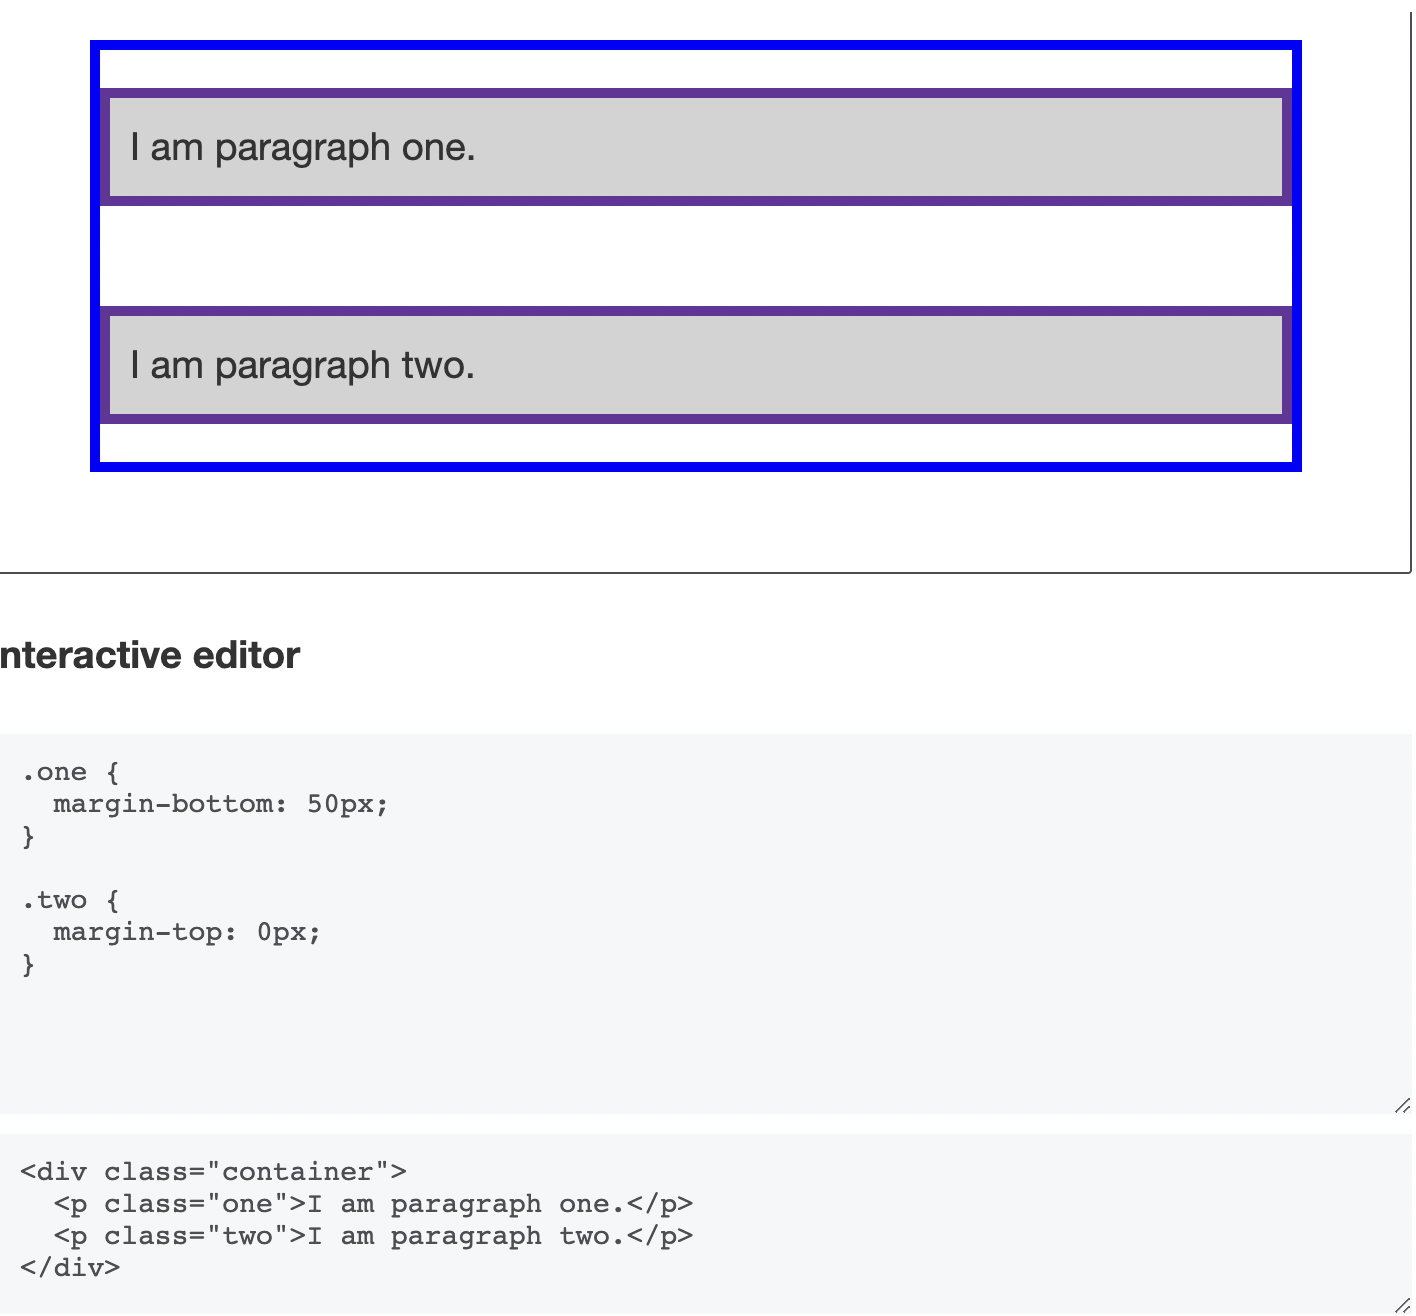 I am paragraph one.
I am paragraph two.
nteractive editor
.one {
  margin-bottom: 50px;
}
.two {
  margin-top: 0px;
}
<div class="container">
  <p class="one">I am paragraph one.</p>
  <p class="two">I am paragraph two.</p>
</div>